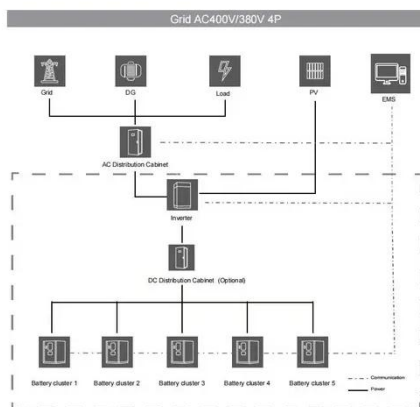 Grid AC400V/380V 4P
Grid
DG
Load
PV
EMS
AC Distribution Cabinet
Inverter
DC Distribution Cabinet (Optional)
Battery cluster 1
Battery cluster 2
Battery cluster 3
Battery cluster 4
Battery cluster 5
Communication
Power